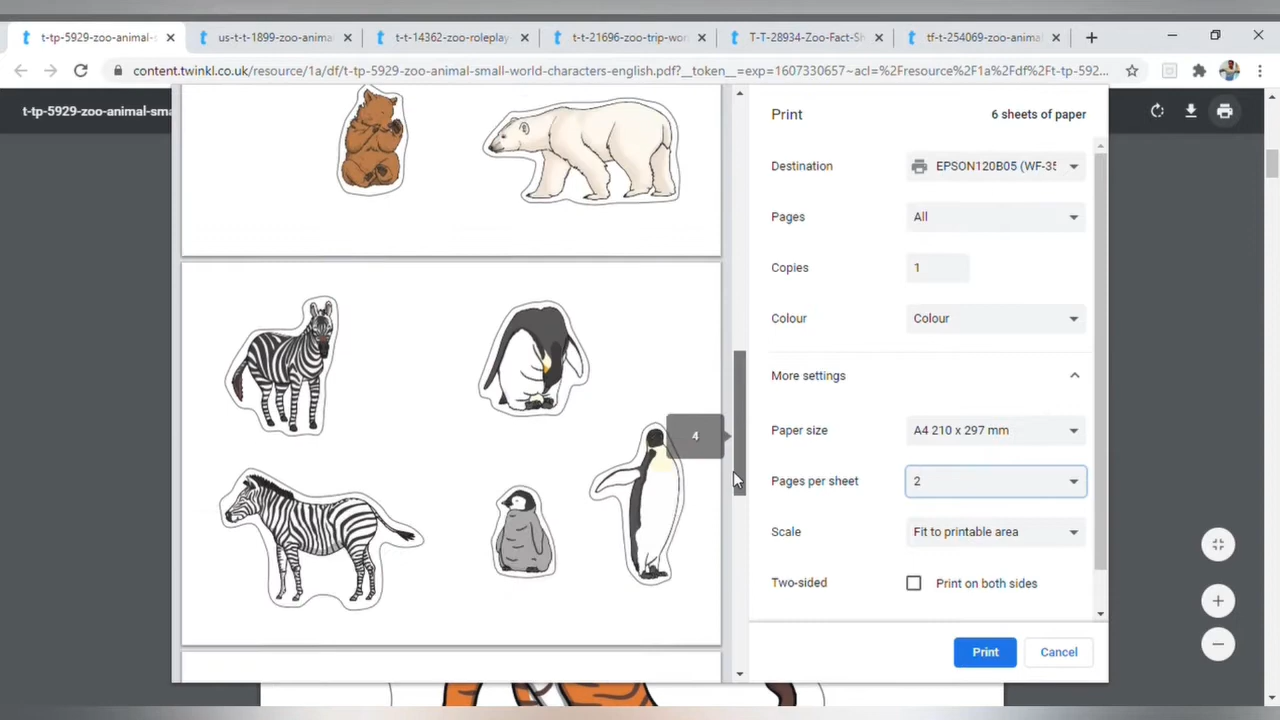 t-tp-5929-zoo-animal-s
us-t-t-1899-zoo-animal
t-t-14362-zoo-roleplay
t-t-21696-zoo-trip-wor
T-T-28934-Zoo-Fact-Sh
tf-t-254069-zoo-animal
content.twinkl.co.uk/resource/1a/df/t-tp-5929-zoo-animal-small-world-characters-english.pdf?__token__=exp=1607330657~acl=%2Fresource%2F1a%2Fdf%2Ft-tp-592...
t-tp-5929-zoo-animal-sma
Print 6 sheets of paper
Destination EPSON120B05 (WF-35
Pages All
Copies 1
Colour Colour
More settings
Paper size A4 210 x 297 mm
4
Pages per sheet 2
Scale Fit to printable area
Two-sided Print on both sides
Print Cancel